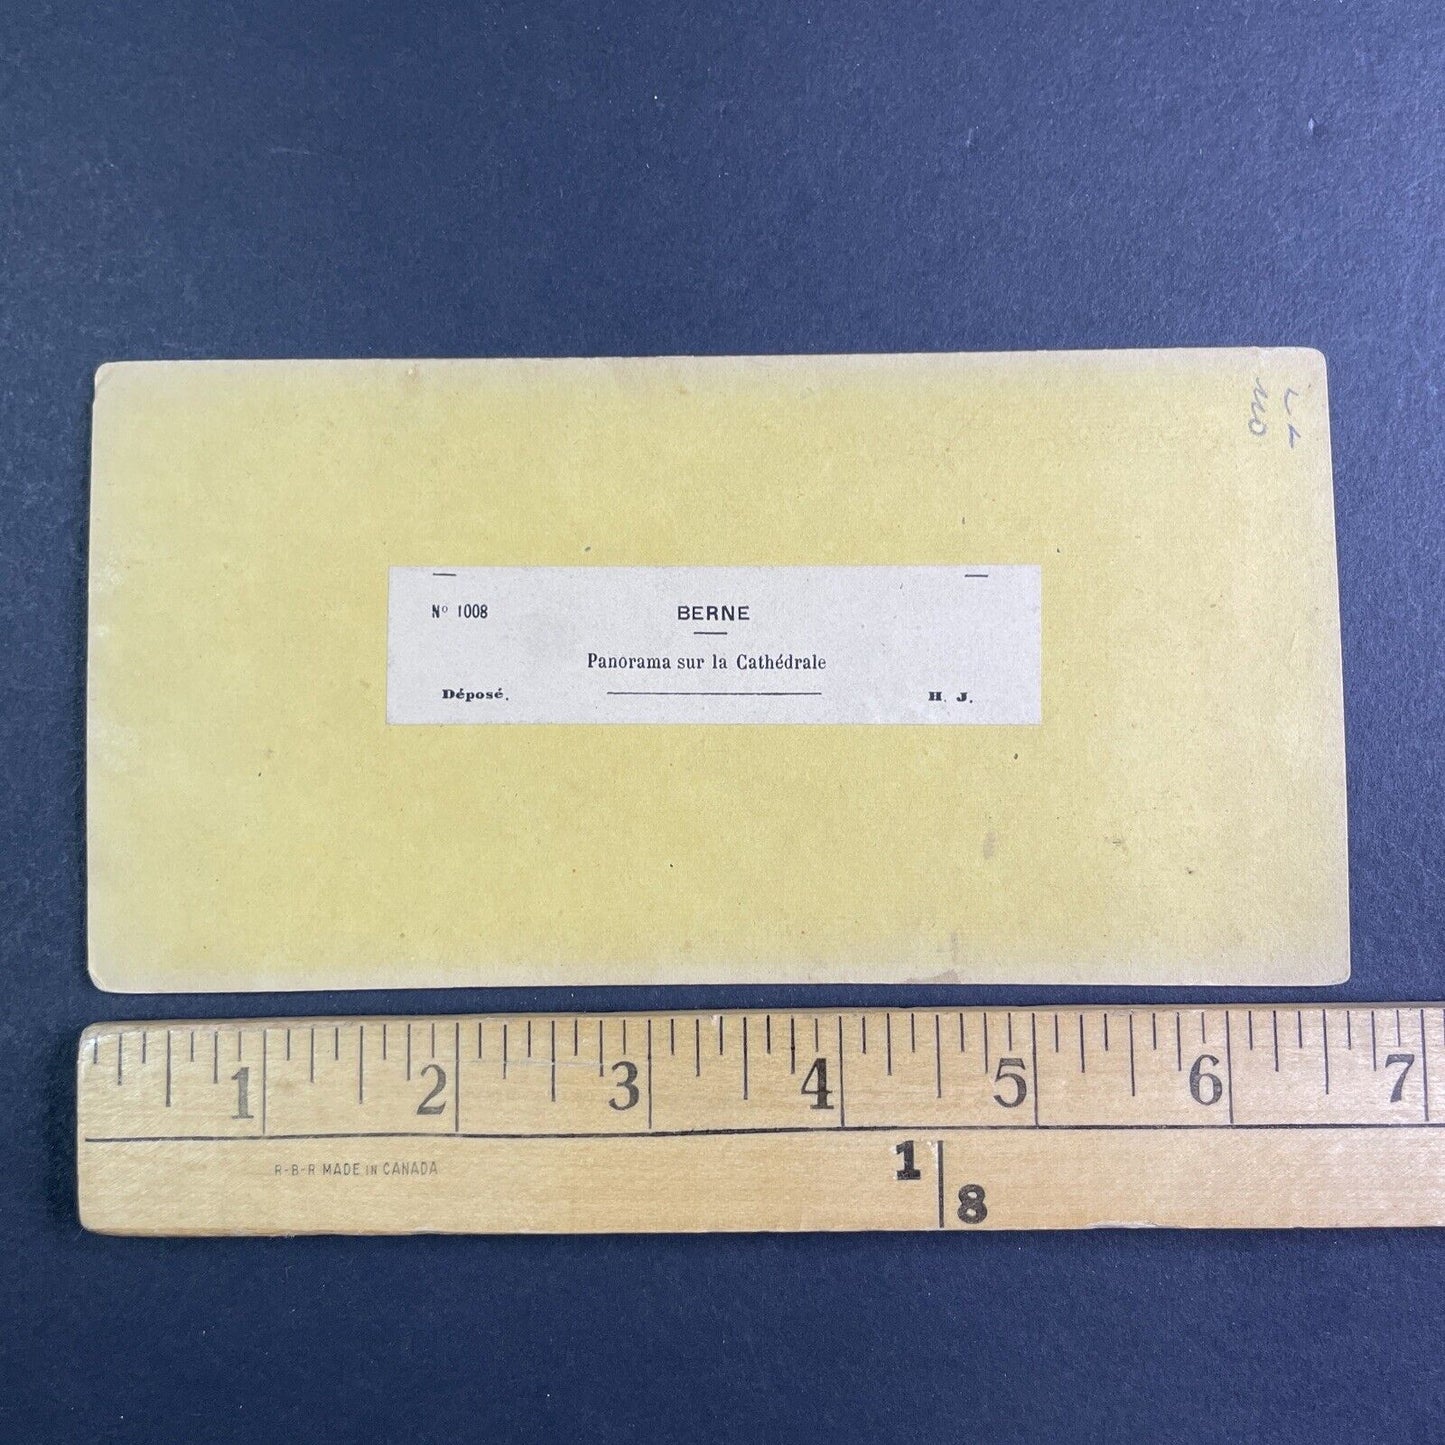 Nº 1008
BERNE
Panorama sur la Cathédrale
Déposé.
H. J.
1 2 3 4 5 6 7
R-B-R MADE IN CANADA
1
8